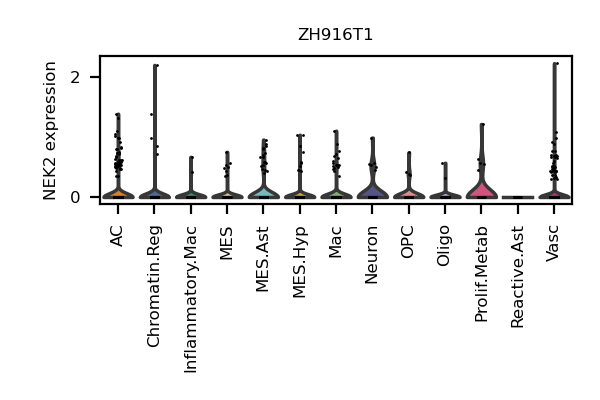 ZH916T1
NEK2 expression
2
0
AC
Chromatin.Reg
Inflammatory.Mac
MES
MES.Ast
MES.Hyp
Mac
Neuron
OPC
Oligo
Prolif.Metab
Reactive.Ast
Vasc